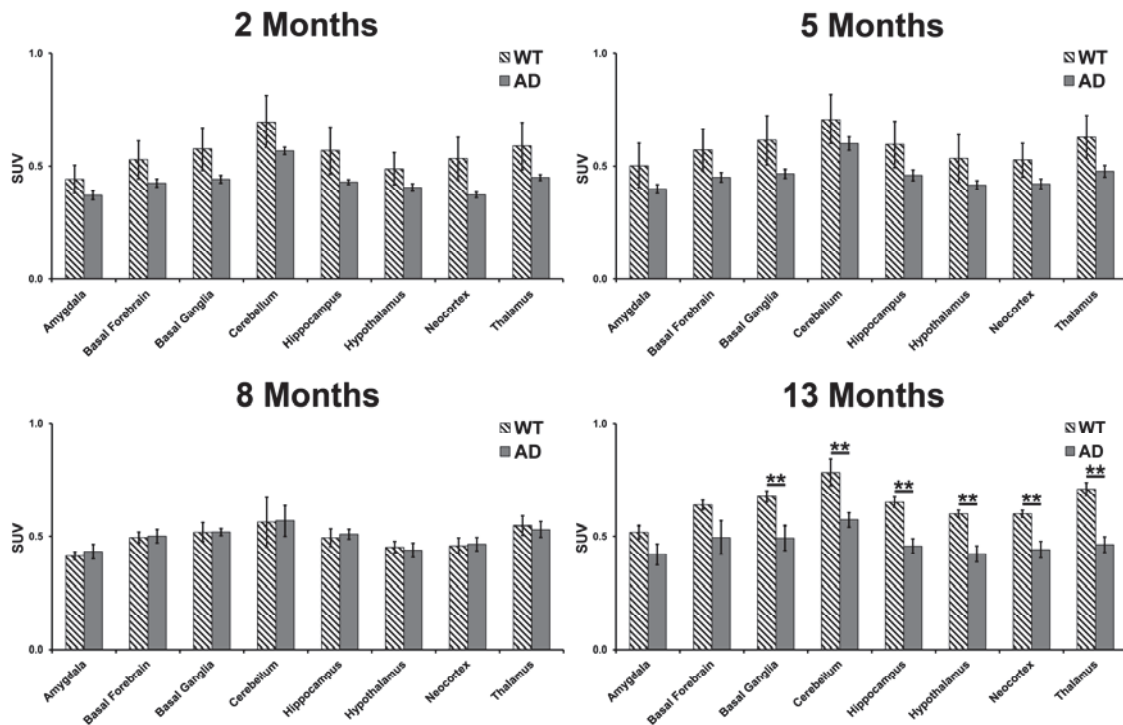 2 Months
1.0
WT
AD
SUV
0.5
0.0
Amygdala
Basal Forebrain
Basal Ganglia
Cerebellum
Hippocampus
Hypothalamus
Neocortex
Thalamus
5 Months
1.0
WT
AD
SUV
0.5
0.0
Amygdala
Basal Forebrain
Basal Ganglia
Cerebellum
Hippocampus
Hypothalamus
Neocortex
Thalamus
8 Months
1.0
WT
AD
SUV
0.5
0.0
Amygdala
Basal Forebrain
Basal Ganglia
Cerebellum
Hippocampus
Hypothalamus
Neocortex
Thalamus
13 Months
1.0
WT
AD
**
**
**
**
**
**
SUV
0.5
0.0
Amygdala
Basal Forebrain
Basal Ganglia
Cerebellum
Hippocampus
Hypothalamus
Neocortex
Thalamus